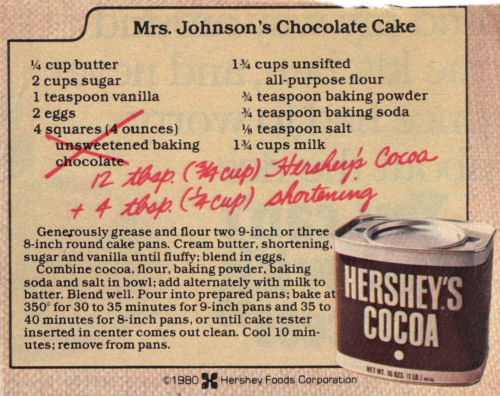 Mrs. Johnson's Chocolate Cake
¼ cup butter
2 cups sugar
1 teaspoon vanilla
2 eggs
4 squares (4 ounces)
unsweetened baking
chocolate
1¾ cups unsifted
all-purpose flour
¾ teaspoon baking powder
¾ teaspoon baking soda
⅛ teaspoon salt
1¾ cups milk
12 tbsp. (¾ cup) Hershey's Cocoa
+ 4 tbsp. (¼ cup) shortening
Generously grease and flour two 9-inch or three
8-inch round cake pans. Cream butter, shortening,
sugar and vanilla until fluffy; blend in eggs.
Combine cocoa, flour, baking powder, baking
soda and salt in bowl; add alternately with milk to
batter. Blend well. Pour into prepared pans; bake at
350° for 30 to 35 minutes for 9-inch pans and 35 to
40 minutes for 8-inch pans, or until cake tester
inserted in center comes out clean. Cool 10 min-
utes; remove from pans.
HERSHEY'S
COCOA
NET WT. 16 OZS. (1 LB.)
©1980 Hershey Foods Corporation